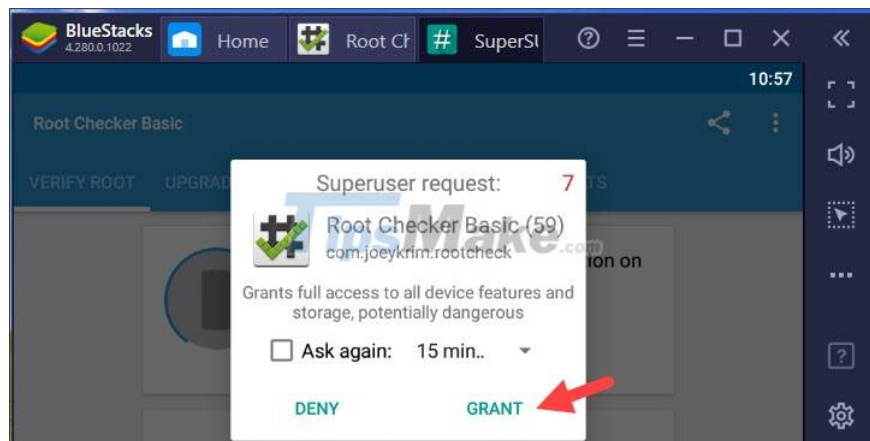 BlueStacks
4.280.0.1022
Home
Root Ch
SuperSU
10:57
Root Checker Basic
VERIFY ROOT UPGRAD TS
Superuser request: 7
Root Checker Basic (59)
com.joeykrim.rootcheck
TipsMake.com
ion on
Grants full access to all device features and
storage, potentially dangerous
Ask again: 15 min..
DENY GRANT